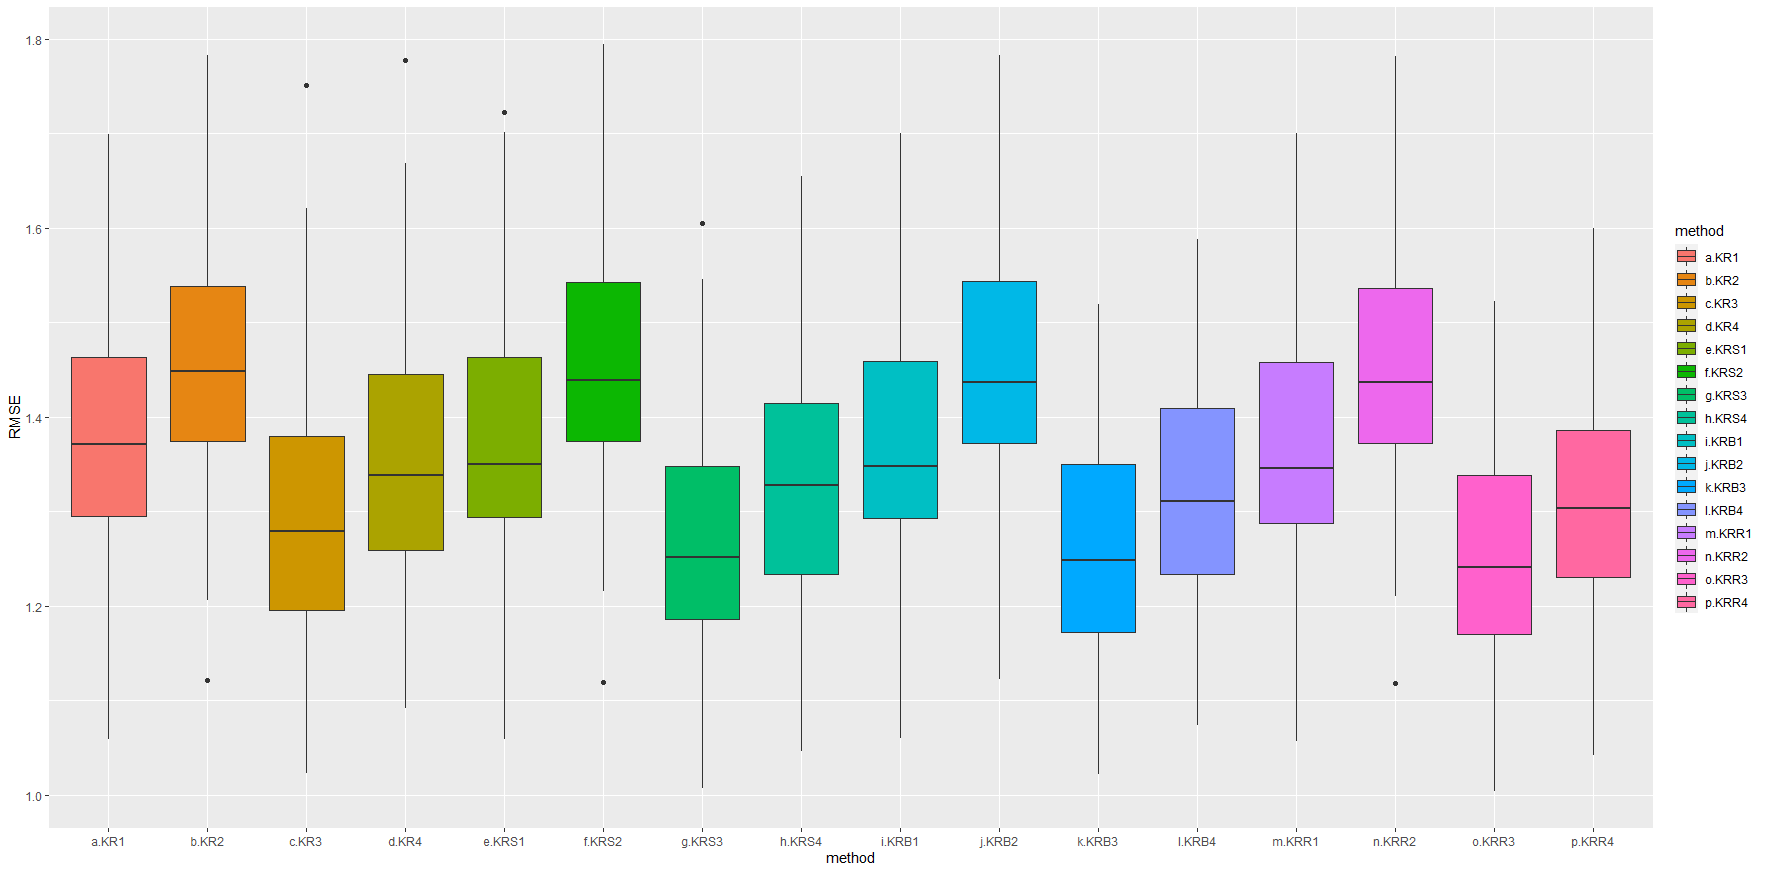 RMSE
1.8
1.6
1.4
1.2
1.0
a.KR1
b.KR2
c.KR3
d.KR4
e.KRS1
f.KRS2
g.KRS3
h.KRS4
i.KRB1
j.KRB2
k.KRB3
l.KRB4
m.KRR1
n.KRR2
o.KRR3
p.KRR4
method
method
a.KR1
b.KR2
c.KR3
d.KR4
e.KRS1
f.KRS2
g.KRS3
h.KRS4
i.KRB1
j.KRB2
k.KRB3
l.KRB4
m.KRR1
n.KRR2
o.KRR3
p.KRR4